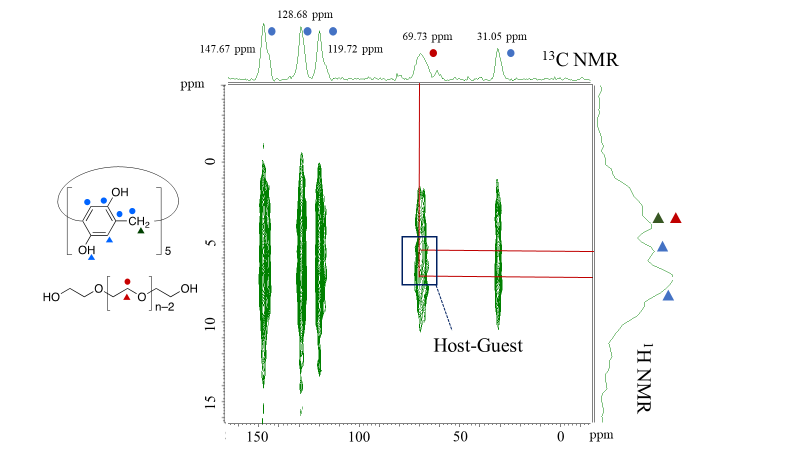 128.68 ppm
147.67 ppm
119.72 ppm
69.73 ppm
31.05 ppm
13C NMR
ppm
0
5
10
15
150
100
50
0
ppm
Host-Guest
1H NMR
OH
CH2
OH
5
HO
O
O
OH
n–2